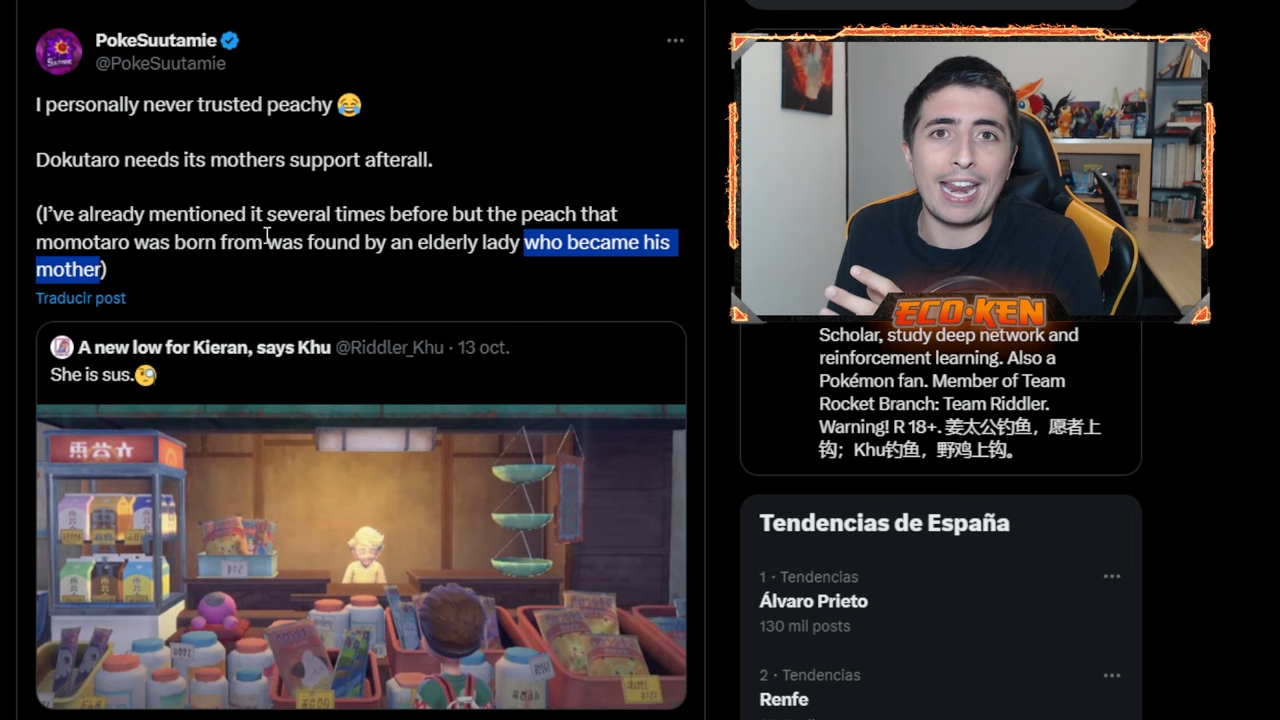 PokeSuutamie
@PokeSuutamie
I personally never trusted peachy 😂
Dokutaro needs its mothers support afterall.
(I’ve already mentioned it several times before but the peach that
momotaro was born from was found by an elderly lady who became his
mother)
Traducir post
A new low for Kieran, says Khu @Riddler_Khu · 13 oct.
She is sus.🧐
ECO·KEN
Scholar, study deep network and
reinforcement learning. Also a
Pokémon fan. Member of Team
Rocket Branch: Team Riddler.
Warning! R 18+. 姜太公钓鱼，愿者上
钩；Khu钓鱼，野鸡上钩。
Tendencias de España
1 · Tendencias
Álvaro Prieto
130 mil posts
2 · Tendencias
Renfe